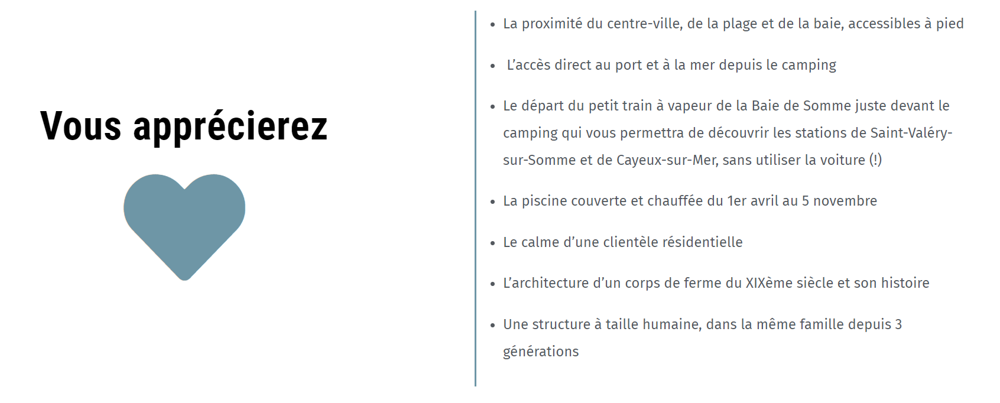 Vous apprécierez
• La proximité du centre-ville, de la plage et de la baie, accessibles à pied
• L’accès direct au port et à la mer depuis le camping
• Le départ du petit train à vapeur de la Baie de Somme juste devant le
camping qui vous permettra de découvrir les stations de Saint-Valéry-
sur-Somme et de Cayeux-sur-Mer, sans utiliser la voiture (!)
• La piscine couverte et chauffée du 1er avril au 5 novembre
• Le calme d’une clientèle résidentielle
• L’architecture d’un corps de ferme du XIXème siècle et son histoire
• Une structure à taille humaine, dans la même famille depuis 3
générations